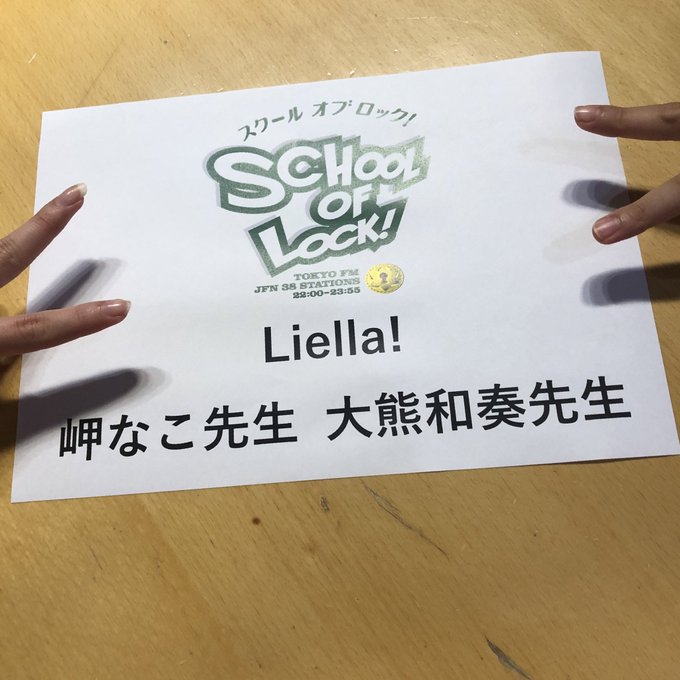 スクール オブ ロック!
SCHOOL
OF
LOCK!
TOKYO FM
JFN 38 STATIONS
22:00-23:55
Liella!
岬なこ先生 大熊和奏先生